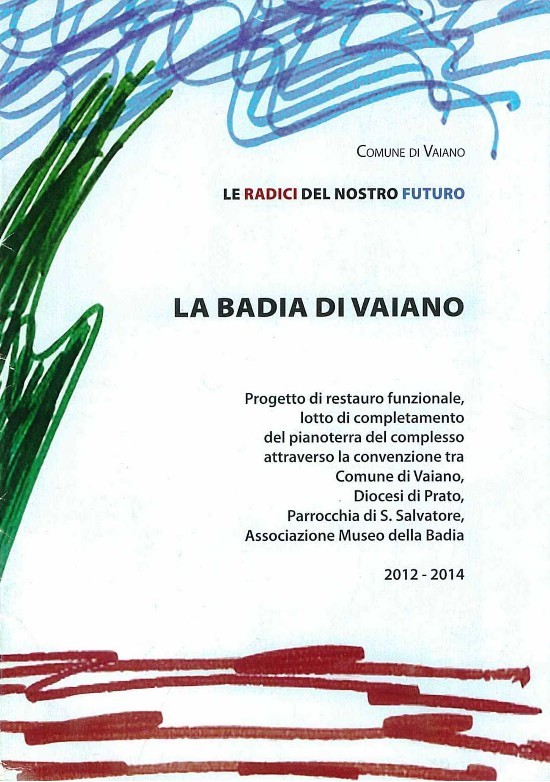 Comune di Vaiano
LE RADICI DEL NOSTRO FUTURO
LA BADIA DI VAIANO
Progetto di restauro funzionale,
lotto di completamento
del pianoterra del complesso
attraverso la convenzione tra
Comune di Vaiano,
Diocesi di Prato,
Parrocchia di S. Salvatore,
Associazione Museo della Badia
2012 - 2014